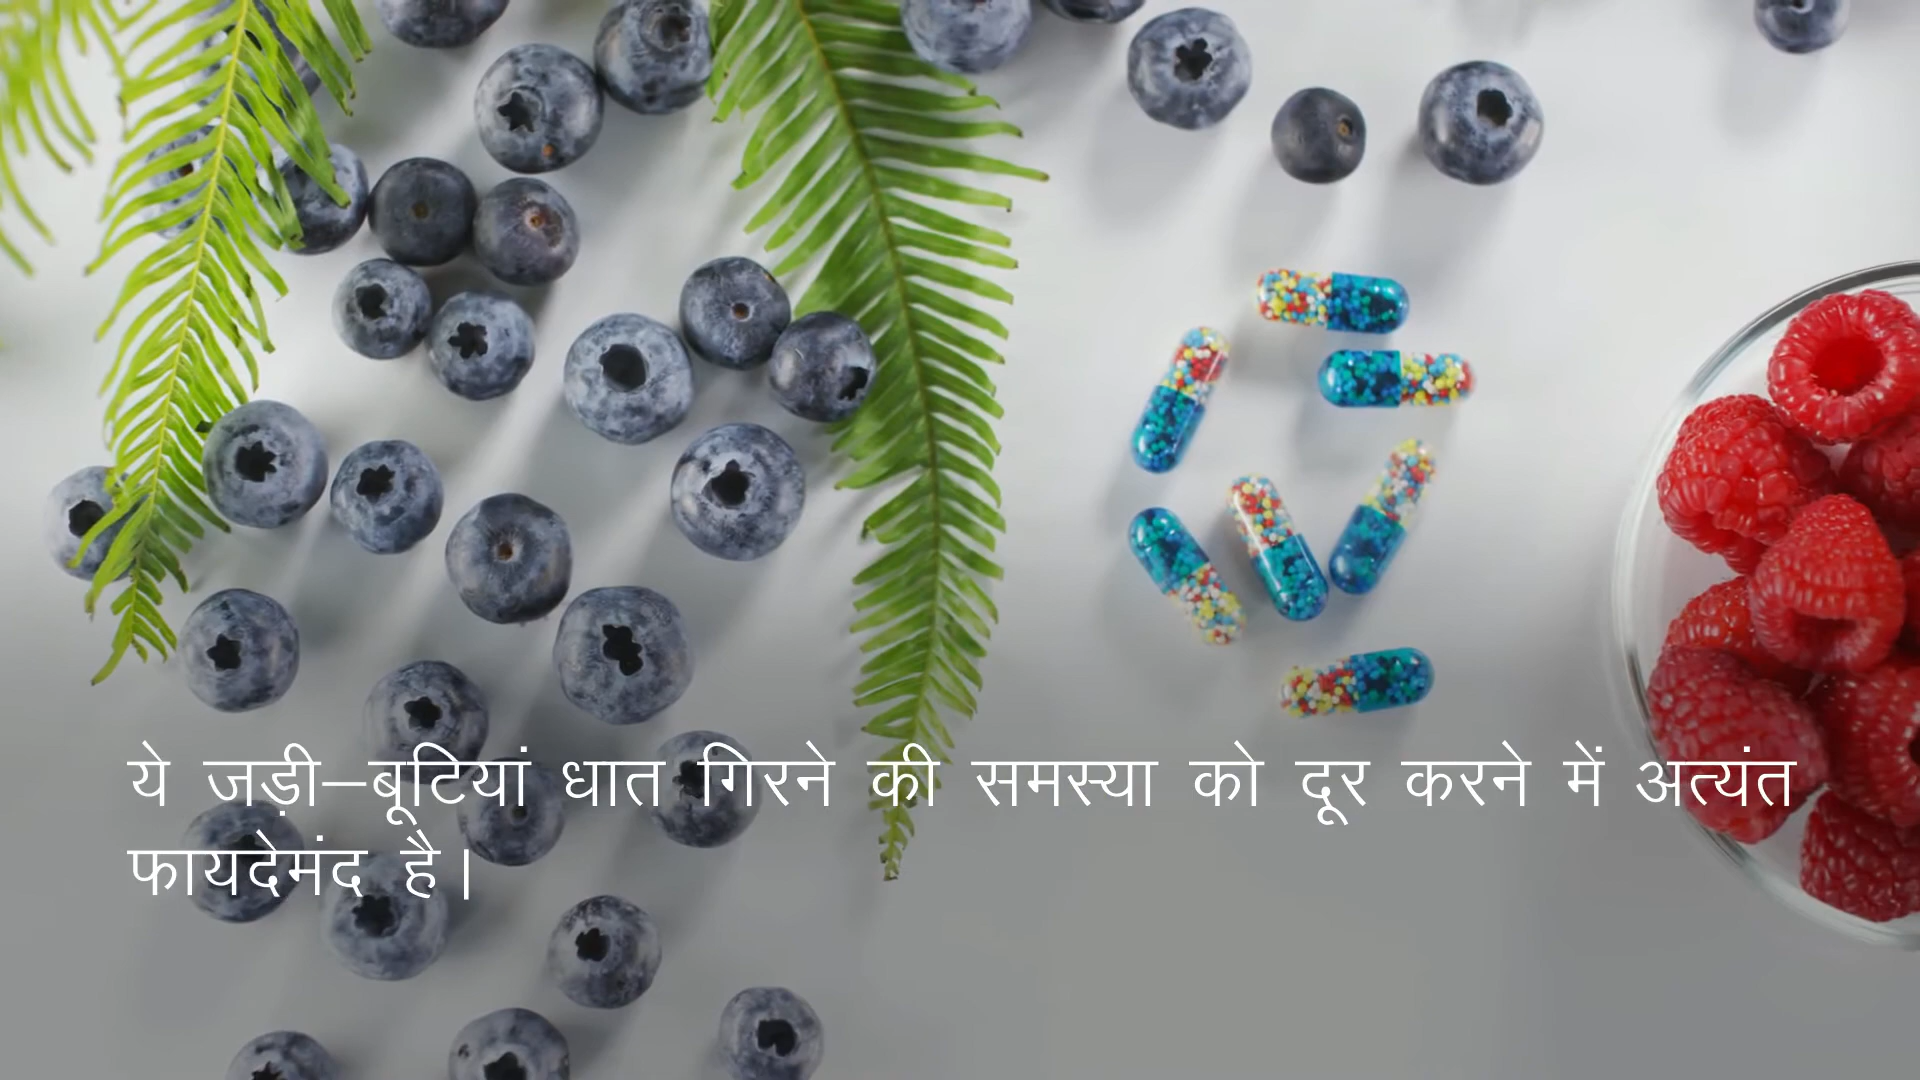 ये जड़ी–बूटियां धात गिरने की समस्या को दूर करने में अत्यंत
फायदेमंद है।